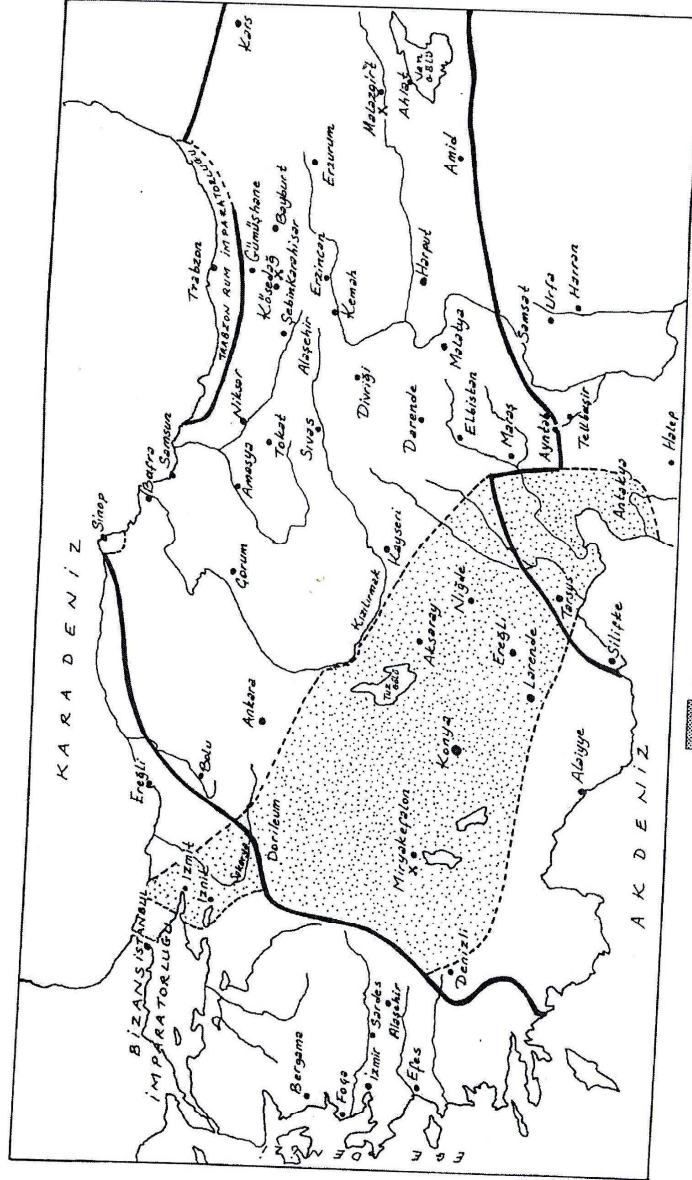 KARADENİZ
Sinop
Bafra
Samsun
Trabzon
TRABZON RUM İMPARATORLUĞU
Kars
Ereğli
Bolu
BİZANS
İSTANBUL
İMPARATORLUĞU
İzmit
İznik
Sakarya
Dorileum
Ankara
Çorum
Amasya
Niksar
Tokat
Gümüşhane
Kösedağ
x
Bayburt
Şebinkarahisar
Alaşehir
Sıvaş
Erzurum
Erzincan
Kemah
Divriği
Kızılırmak
Kayseri
Darende
Malazgirt
x
Ahlat
Van
GÖLÜ
Harput
Amid
Malatya
Elbistan
Maraş
Samsat
Urfa
Harran
Ayntab
Tellbaşir
Halep
Antakya
Bergama
Foça
İzmir
Sardes
Alaşehir
Efes
Denizli
Miryakefalon
x
Tuz
GÖLÜ
Aksaray
Niğde
Konya
Ereğli
Larende
Tarsus
Silifke
Alaiyye
EGE DENİZİ
AKDENİZ